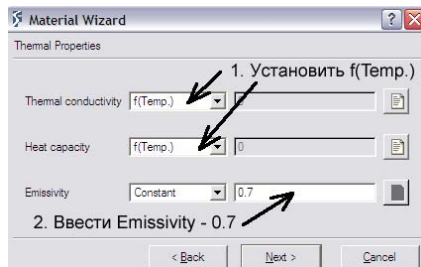 Material Wizard
Thermal Properties
1. Установить f(Temp.)
Thermal conductivity f(Temp.)
Heat capacity f(Temp.) 0
Emissivity Constant 0.7
2. Ввести Emissivity - 0.7
< Back Next > Cancel